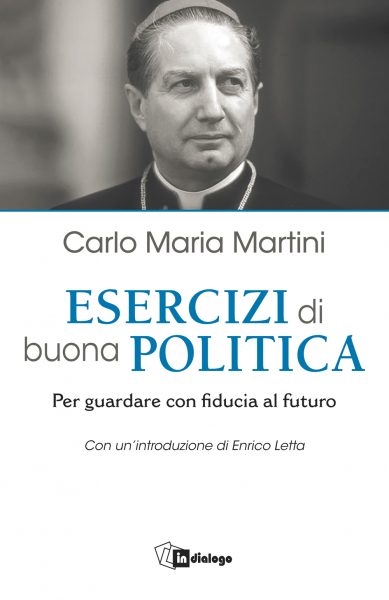 Carlo Maria Martini
ESERCIZI di
buona POLITICA
Per guardare con fiducia al futuro
Con un'introduzione di Enrico Letta
in dialogo